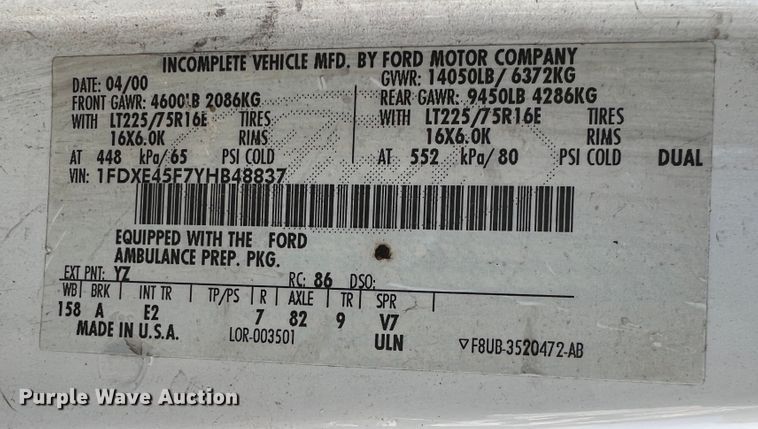 INCOMPLETE VEHICLE MFD. BY FORD MOTOR COMPANY
DATE: 04/00 GVWR: 14050LB/ 6372KG
FRONT GAWR: 4600LB 2086KG REAR GAWR: 9450LB 4286KG
WITH LT225/75R16E TIRES WITH LT225/75R16E TIRES
16X6.0K RIMS 16X6.0K RIMS
AT 448 kPa/65 PSI COLD AT 552 kPa/80 PSI COLD DUAL
VIN: 1FDXE45F7YHB48837
EQUIPPED WITH THE FORD
AMBULANCE PREP. PKG.
EXT PNT: YZ RC: 86 DSO:
WB BRK INT TR TP/PS R AXLE TR SPR
158 A E2 7 82 9 V7
MADE IN U.S.A. LOR-003501 ULN ▽F8UB-3520472-AB
Purple Wave Auction